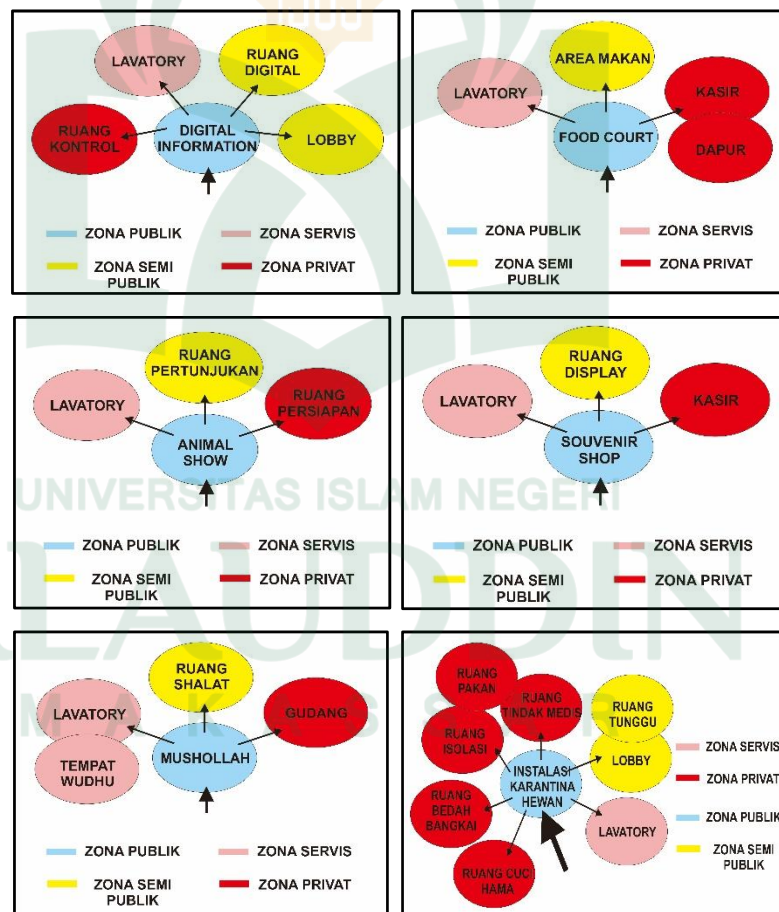 LAVATORY
RUANG
DIGITAL
RUANG
KONTROL
DIGITAL
INFORMATION
LOBBY
ZONA PUBLIK
ZONA SERVIS
ZONA SEMI
PUBLIK
ZONA PRIVAT
AREA MAKAN
LAVATORY
KASIR
FOOD COURT
DAPUR
ZONA PUBLIK
ZONA SERVIS
ZONA SEMI
PUBLIK
ZONA PRIVAT
RUANG
PERTUNJUKAN
LAVATORY
RUANG
PERSIAPAN
ANIMAL
SHOW
ZONA PUBLIK
ZONA SERVIS
ZONA SEMI
PUBLIK
ZONA PRIVAT
RUANG
DISPLAY
LAVATORY
KASIR
SOUVENIR
SHOP
ZONA PUBLIK
ZONA SERVIS
ZONA SEMI
PUBLIK
ZONA PRIVAT
UNIVERSITAS ISLAM NEGERI
ALAUDDIN
MAKASSAR
RUANG
SHALAT
LAVATORY
GUDANG
TEMPAT
WUDHU
MUSHOLLAH
ZONA PUBLIK
ZONA SERVIS
ZONA SEMI
PUBLIK
ZONA PRIVAT
RUANG
PAKAN
RUANG
TINDAK MEDIS
RUANG
TUNGGU
RUANG
ISOLASI
LOBBY
INSTALASI
KARANTINA
HEWAN
RUANG
BEDAH
BANGKAI
LAVATORY
RUANG CUCI
HAMA
ZONA SERVIS
ZONA PRIVAT
ZONA PUBLIK
ZONA SEMI
PUBLIK